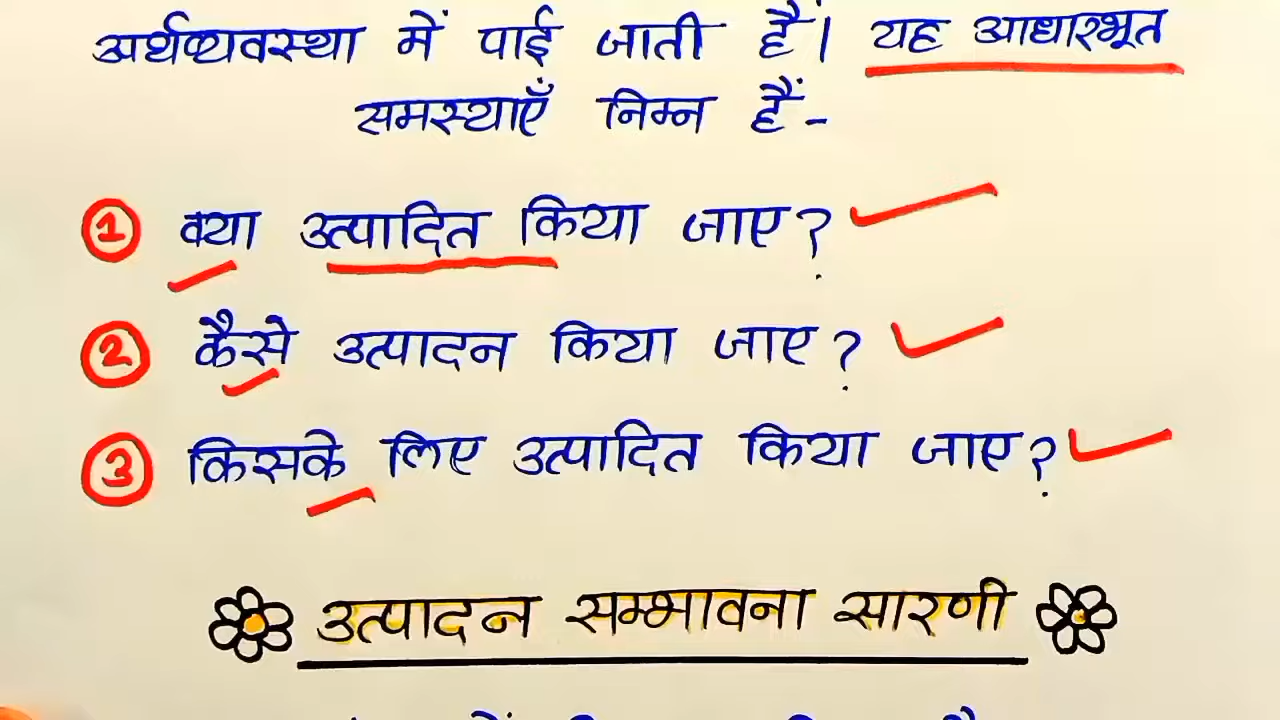 अर्थव्यवस्था में पाई जाती हैं। यह आधारभूत
समस्याएँ निम्न हैं-
① क्या उत्पादित किया जाए?
② कैसे उत्पादन किया जाए?
③ किसके लिए उत्पादित किया जाए?
उत्पादन सम्भावना सारणी